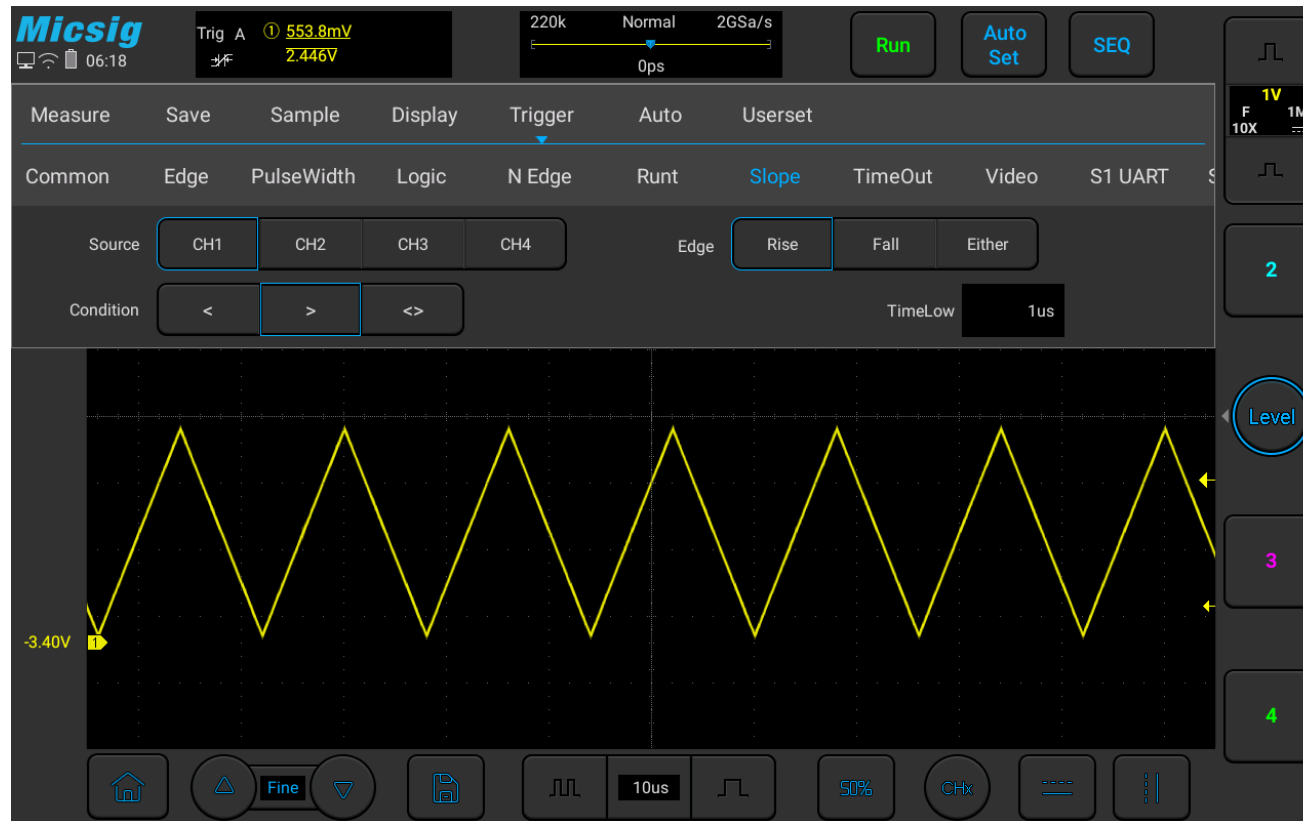 Micsig
06:18
Trig A ① 553.8mV
2.446V
220k Normal 2GSa/s
0ps
Run
Auto
Set
SEQ
Measure Save Sample Display Trigger Auto Userset
1V
F 1M
10X
Common Edge PulseWidth Logic N Edge Runt Slope TimeOut Video S1 UART
Source CH1 CH2 CH3 CH4 Edge Rise Fall Either
2
Condition < > <> TimeLow 1us
Level
3
-3.40V 1
4
Fine 10us 50% CHx